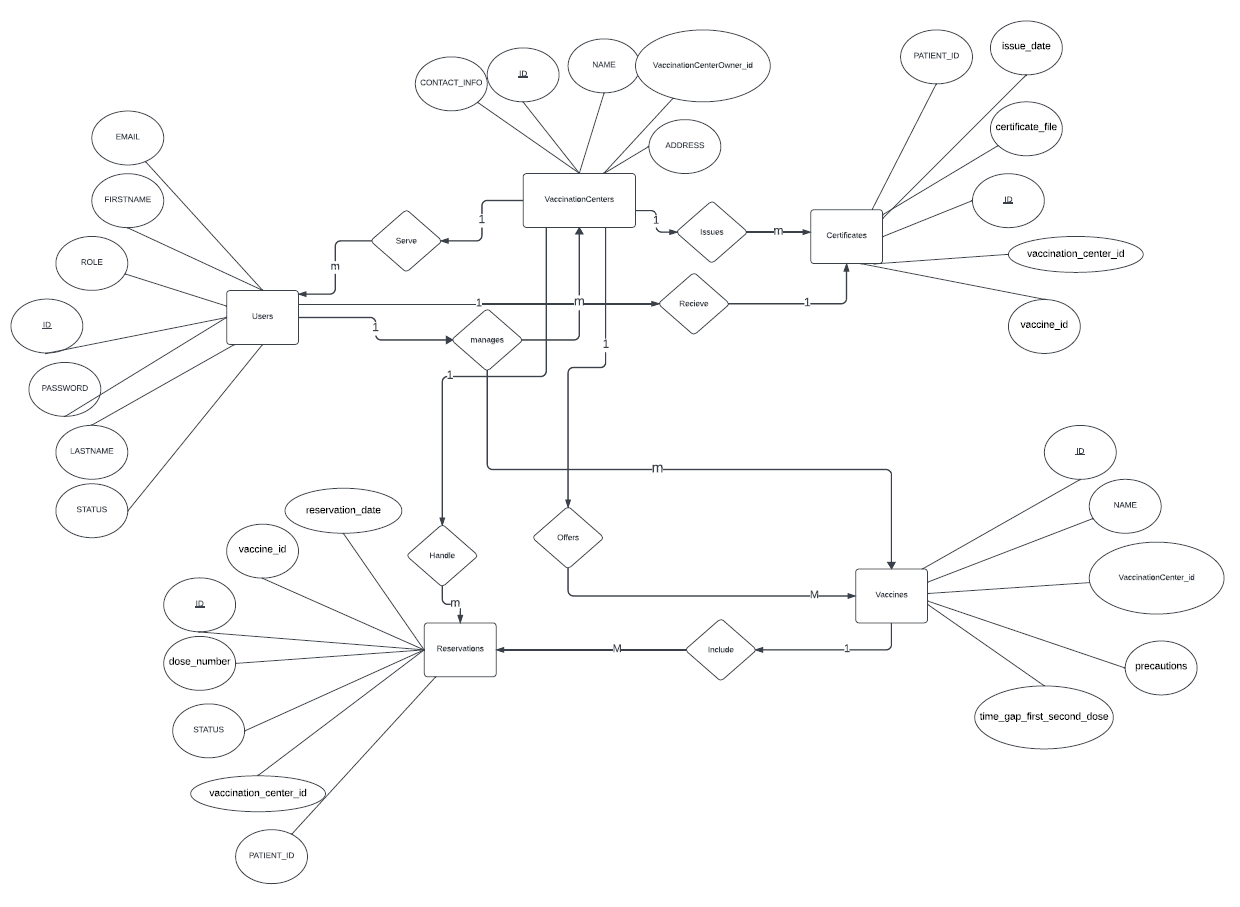 issue_date
PATIENT_ID
NAME
VaccinationCenterOwner_id
ID
CONTACT_INFO
certificate_file
EMAIL
ADDRESS
FIRSTNAME
VaccinationCenters
ID
1
1
Issues
m
Certificates
Serve
vaccination_center_id
ROLE
m
1
m
Recieve
1
Users
ID
1
manages
vaccine_id
1
1
PASSWORD
LASTNAME
ID
m
STATUS
reservation_date
NAME
vaccine_id
Handle
Offers
VaccinationCenter_id
ID
m
M
Vaccines
dose_number
Reservations
M
Include
1
precautions
STATUS
time_gap_first_second_dose
vaccination_center_id
PATIENT_ID